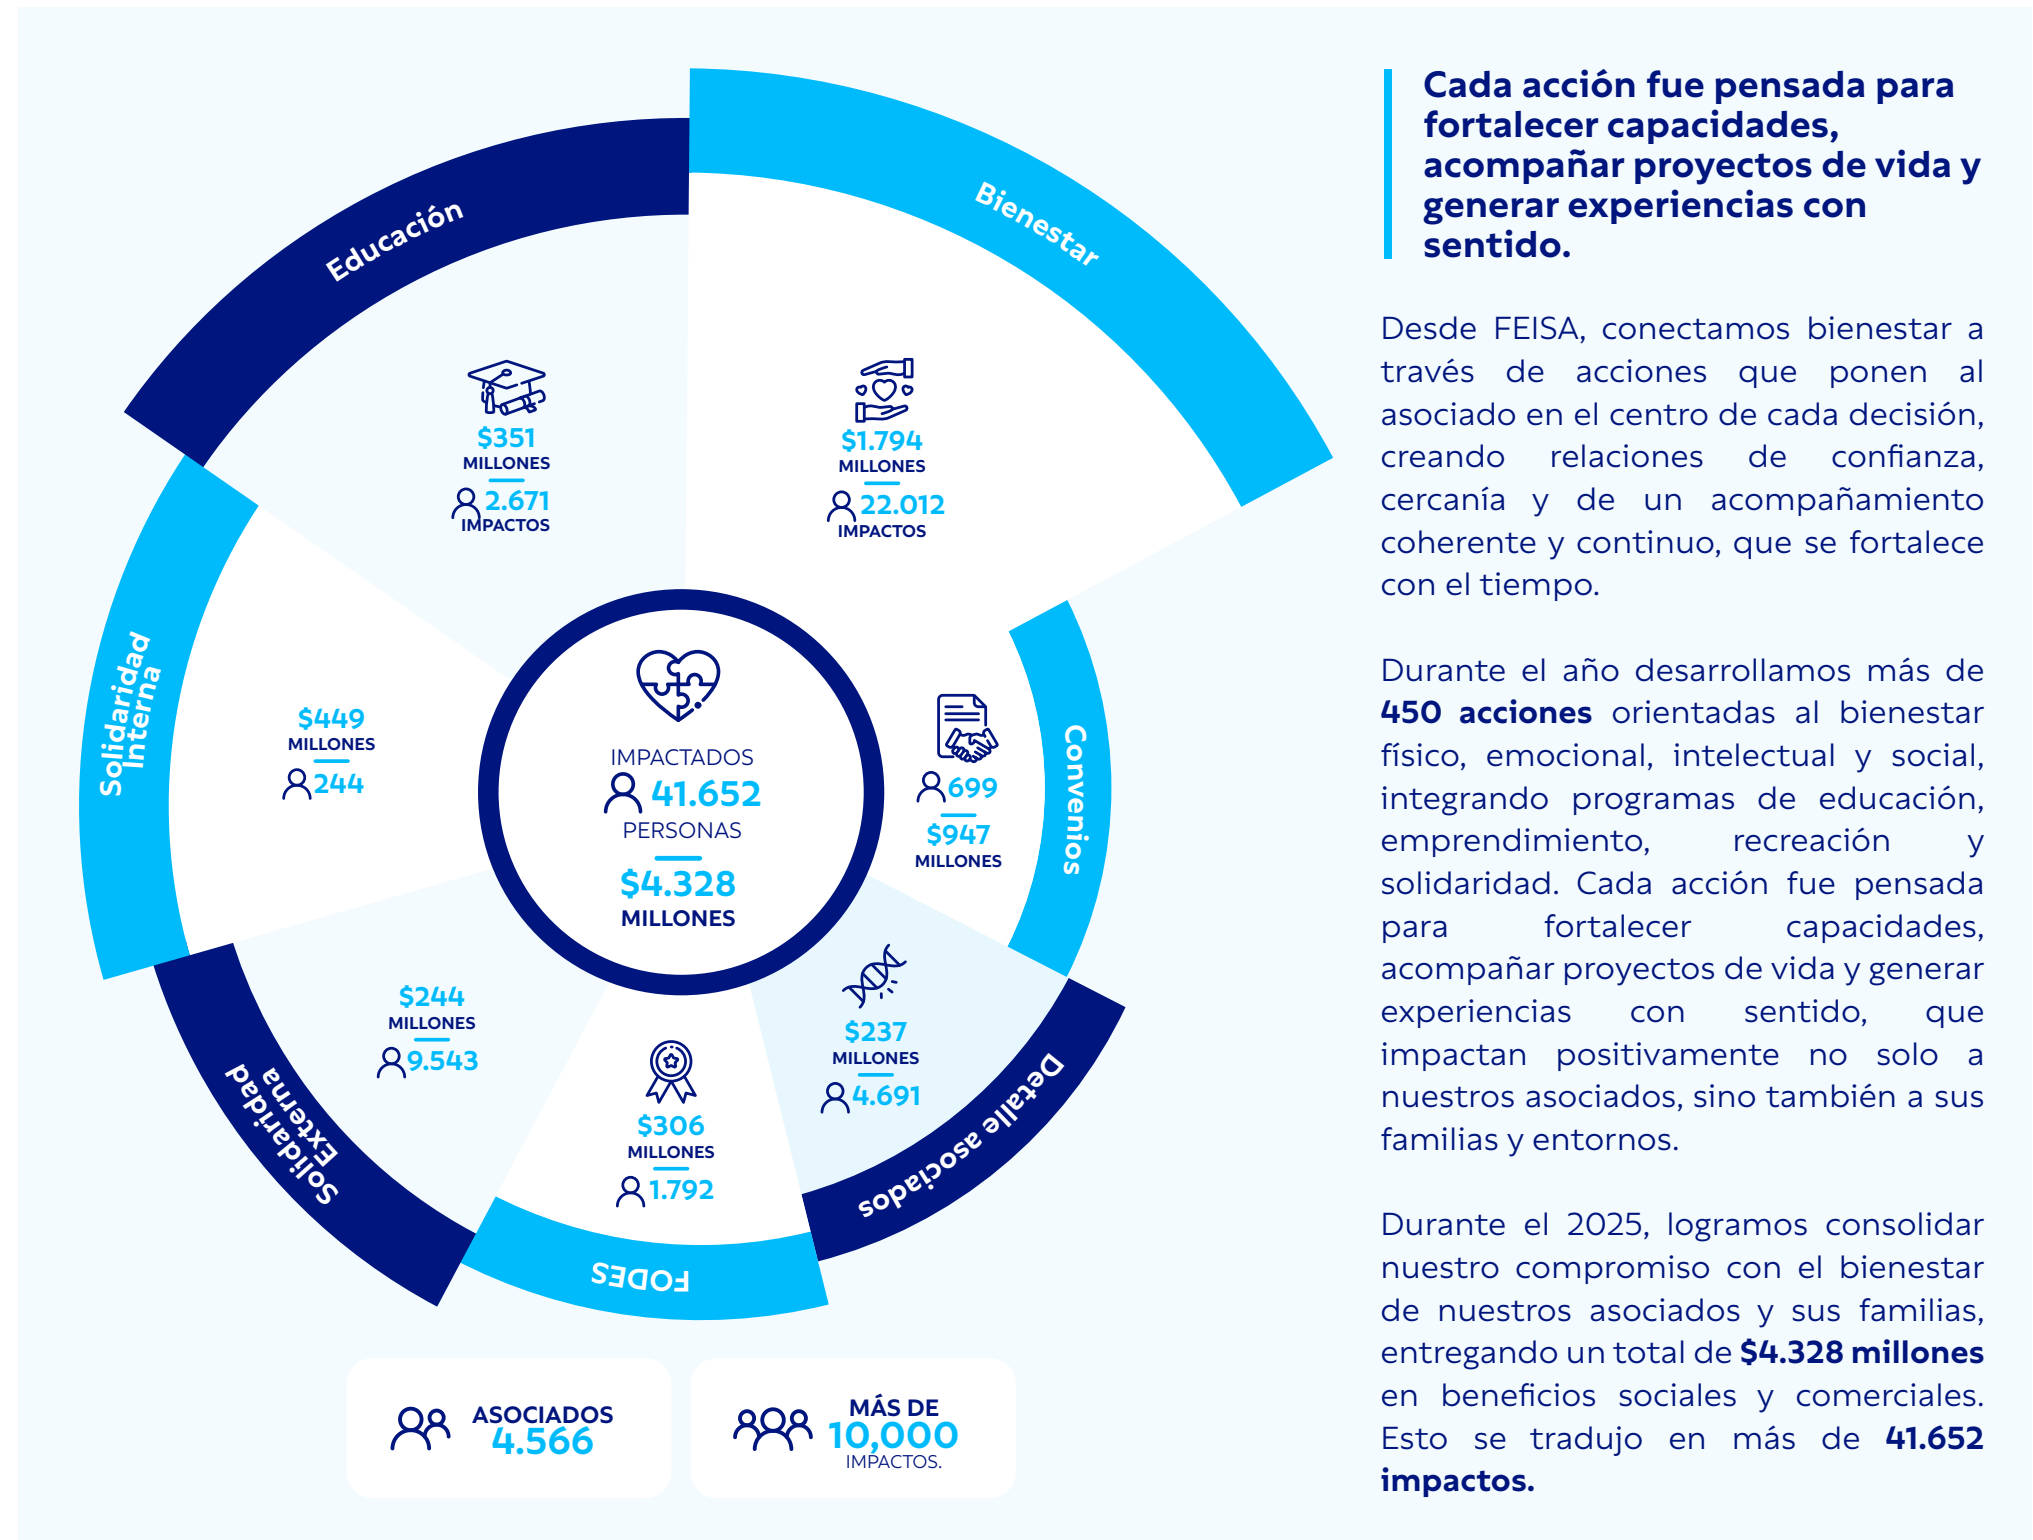 Educación
$351
MILLONES
2.671
IMPACTOS
Bienestar
$1.794
MILLONES
22.012
IMPACTOS
Solidaridad
Interna
$449
MILLONES
244
IMPACTADOS
41.652
PERSONAS
$4.328
MILLONES
Convenios
699
$947
MILLONES
Solidaridad
Externa
$244
MILLONES
9.543
FODES
$306
MILLONES
1.792
Detalle asociados
$237
MILLONES
4.691
ASOCIADOS
4.566
MÁS DE
10,000
IMPACTOS.
Cada acción fue pensada para
fortalecer capacidades,
acompañar proyectos de vida y
generar experiencias con
sentido.
Desde FEISA, conectamos bienestar a
través de acciones que ponen al
asociado en el centro de cada decisión,
creando relaciones de confianza,
cercanía y de un acompañamiento
coherente y continuo, que se fortalece
con el tiempo.
Durante el año desarrollamos más de
450 acciones orientadas al bienestar
físico, emocional, intelectual y social,
integrando programas de educación,
emprendimiento, recreación y
solidaridad. Cada acción fue pensada
para fortalecer capacidades,
acompañar proyectos de vida y generar
experiencias con sentido, que
impactan positivamente no solo a
nuestros asociados, sino también a sus
familias y entornos.
Durante el 2025, logramos consolidar
nuestro compromiso con el bienestar
de nuestros asociados y sus familias,
entregando un total de $4.328 millones
en beneficios sociales y comerciales.
Esto se tradujo en más de 41.652
impactos.